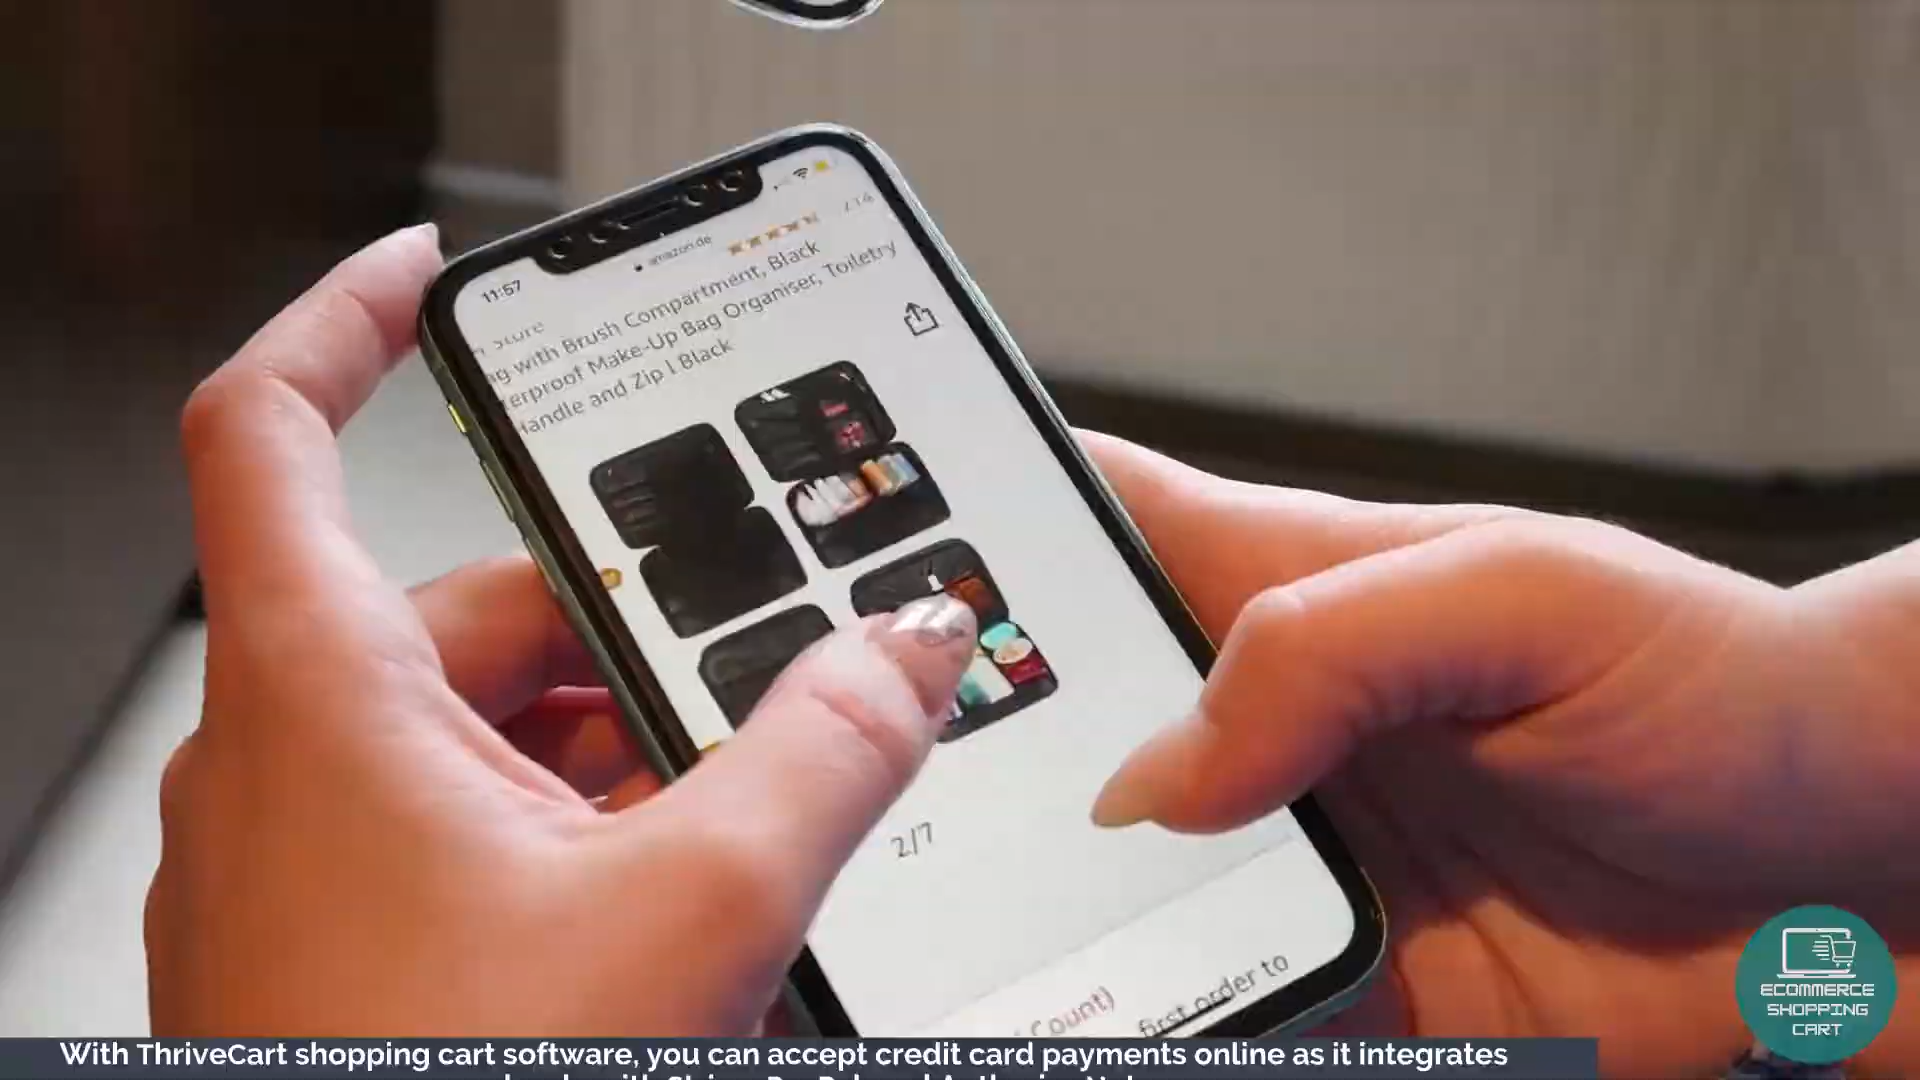 11:57
amazon.de
Store
with Brush Compartment, Black
Make-Up Bag Organiser, Toiletry
Handle and Zip | Black
2/7
Count)
first order to
ECOMMERCE
SHOPPING
CART
With ThriveCart shopping cart software, you can accept credit card payments online as it integrates